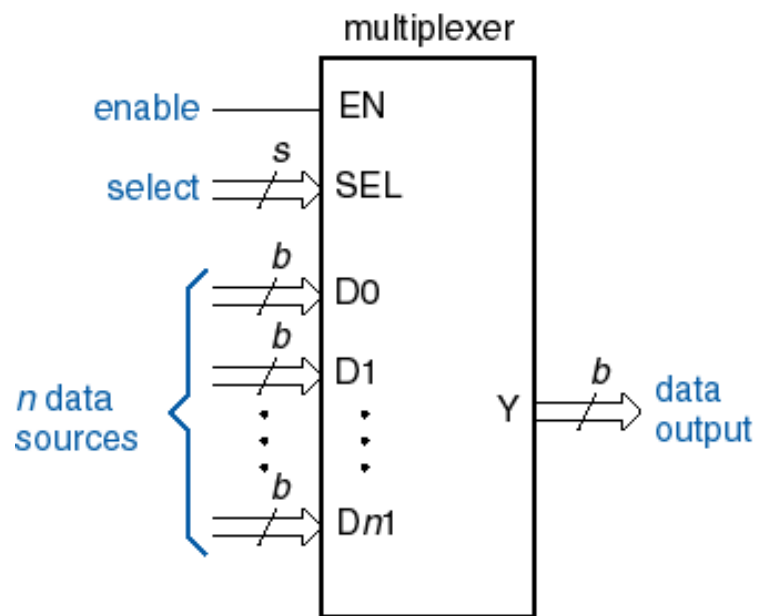 multiplexer
enable
EN
s
select
SEL
b
D0
b
D1
n data
sources
b
Dn1
Y
b
data
output